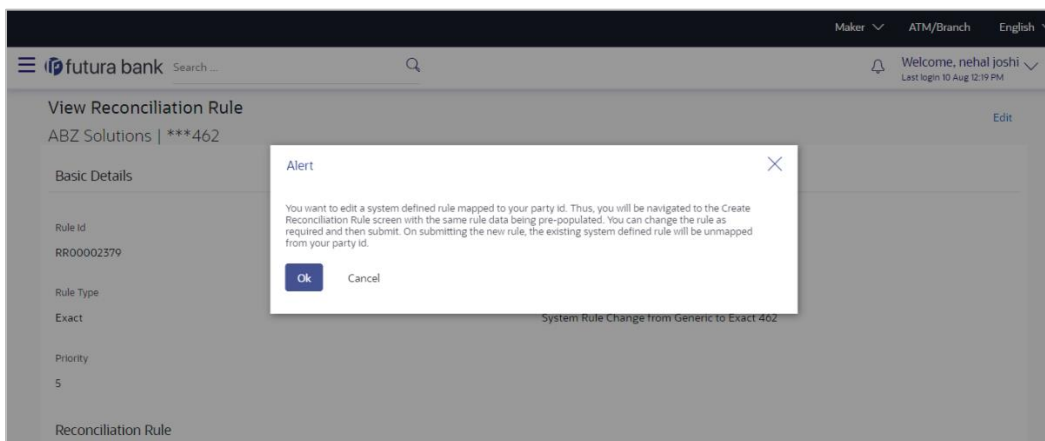 Maker ATM/Branch English
futura bank Search ... Welcome, nehal joshi
Last login 10 Aug 12:19 PM
View Reconciliation Rule
Edit
ABZ Solutions | ***462
Basic Details
Alert
You want to edit a system defined rule mapped to your party id. Thus, you will be navigated to the Create
Reconciliation Rule screen with the same rule data being pre-populated. You can change the rule as
required and then submit. On submitting the new rule, the existing system defined rule will be unmapped
from your party id.
Ok Cancel
Rule Id
RR00002379
Rule Type
Exact System Rule Change from Generic to Exact 462
Priority
5
Reconciliation Rule